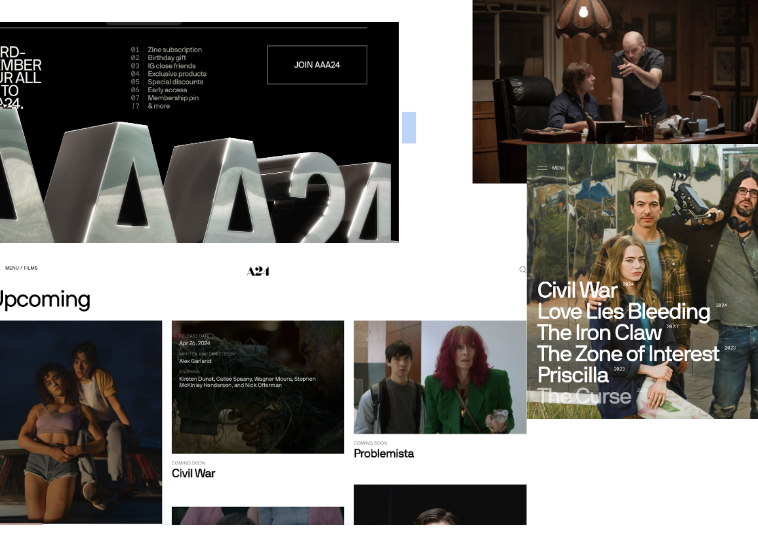 RD-
MBER
UR ALL
TO
A24.
01 Zine subscription
02 Birthday gift
03 IG close friends
04 Exclusive products
05 Special discounts
06 Early access
07 Membership pin
17 & more
JOIN AAA24
AAA24
MENU / FILMS
A24
Upcoming
RELEASE DATE
Apr 26, 2024
WRITTEN AND DIRECTED BY
Alex Garland
STARRING
Kirsten Dunst, Cailee Spaeny, Wagner Moura, Stephen
McKinley Henderson, and Nick Offerman
COMING SOON
Civil War
COMING SOON
Problemista
MENU
Civil War 2024
Love Lies Bleeding 2024
The Iron Claw 2023
The Zone of Interest 2023
Priscilla 2023
The Curse